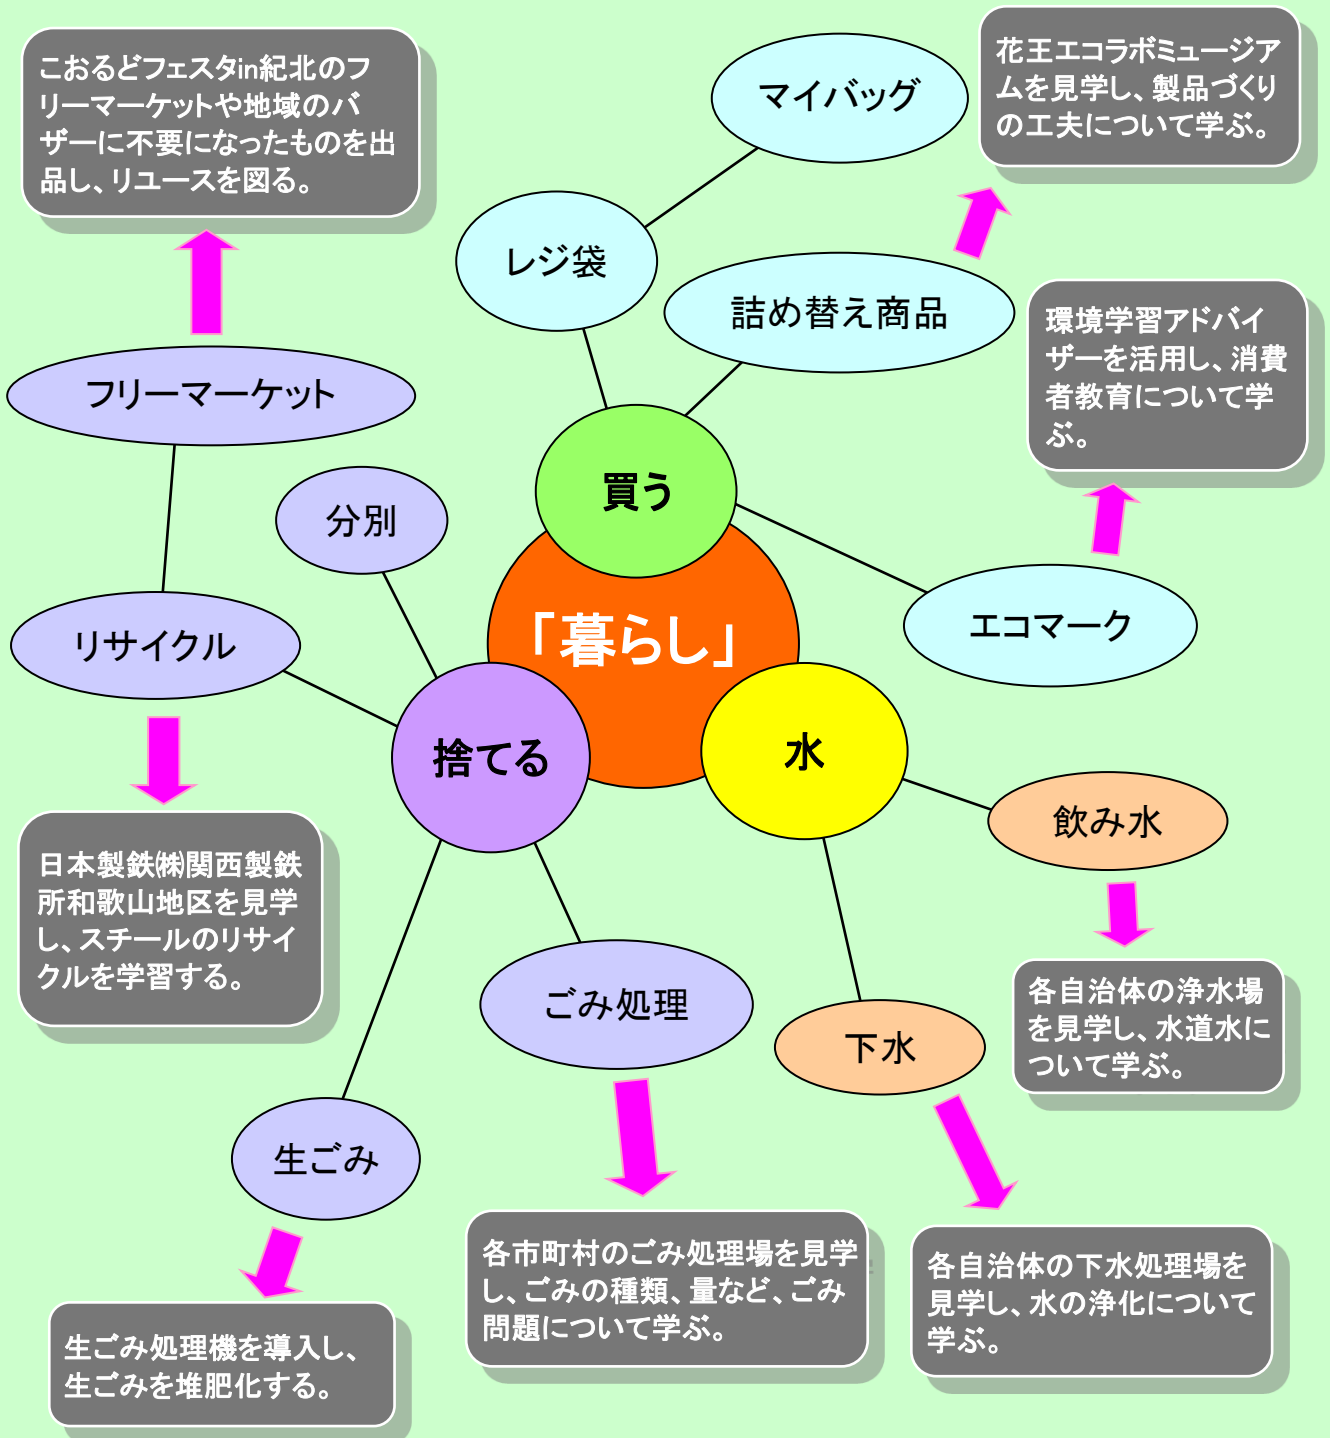 こおるどフェスタin紀北のフ
リーマーケットや地域のバ
ザーに不要になったものを出
品し、リユースを図る。
マイバッグ
花王エコラボミュージア
ムを見学し、製品づくり
の工夫について学ぶ。
レジ袋
詰め替え商品
環境学習アドバイ
ザーを活用し、消費
者教育について学
ぶ。
フリーマーケット
分別
買う
エコマーク
リサイクル
「暮らし」
捨てる
水
飲み水
日本製鉄㈱関西製鉄
所和歌山地区を見学
し、スチールのリサイ
クルを学習する。
ごみ処理
下水
各自治体の浄水場
を見学し、水道水に
ついて学ぶ。
生ごみ
各市町村のごみ処理場を見学
し、ごみの種類、量など、ごみ
問題について学ぶ。
各自治体の下水処理場を
見学し、水の浄化について
学ぶ。
生ごみ処理機を導入し、
生ごみを堆肥化する。